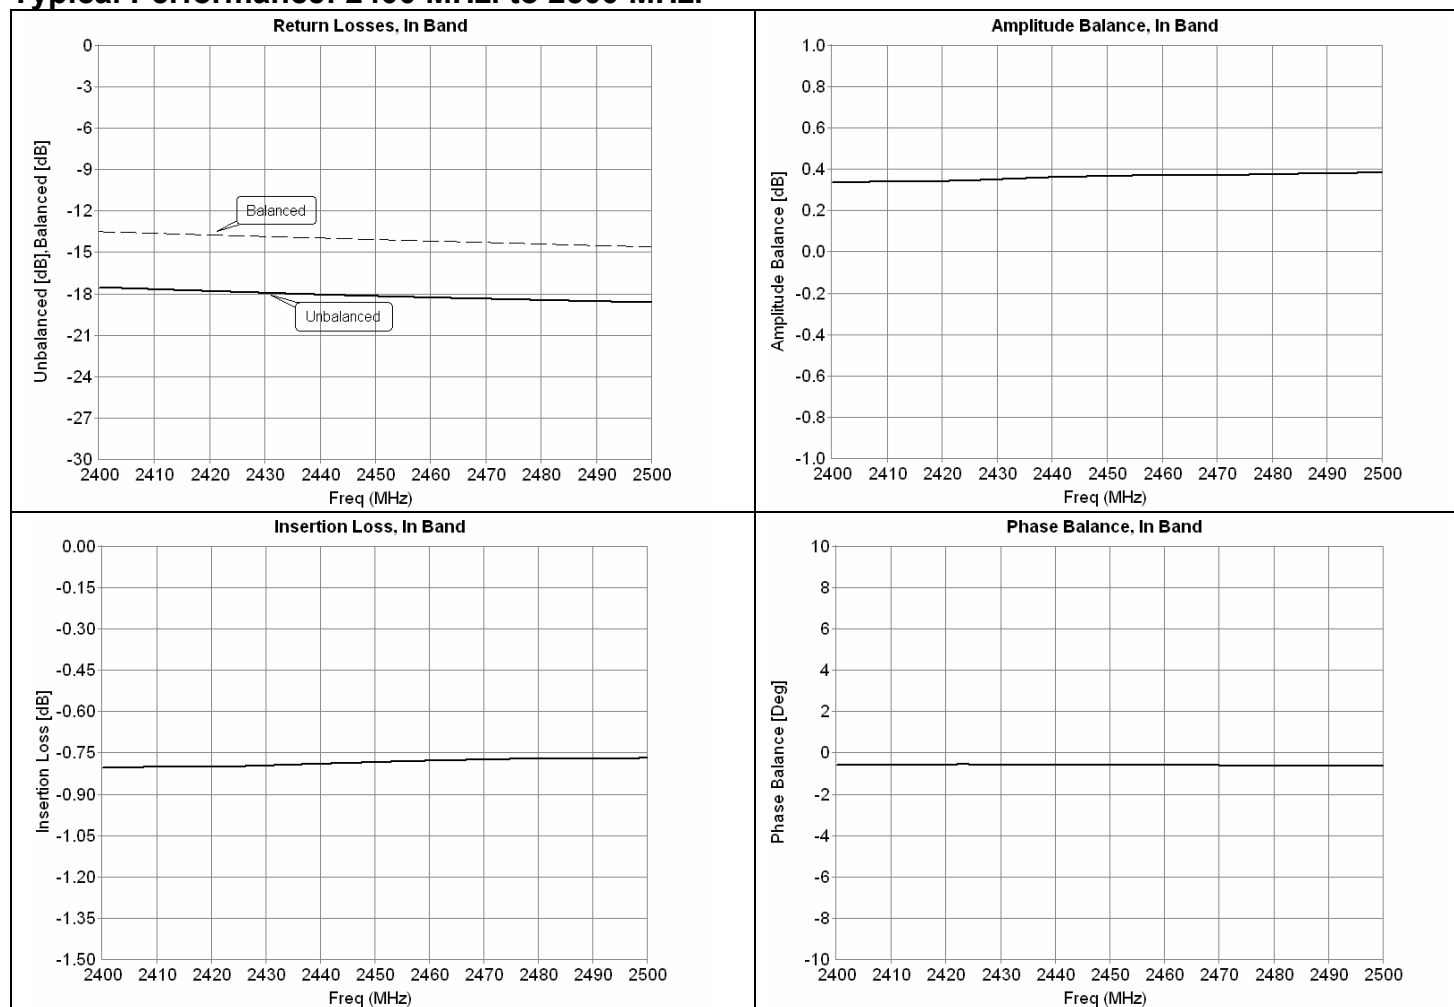 Typical Performance: MHz. to MHz.
Return Losses, In Band
Unbalanced [dB],Balanced [dB]
0
-3
-6
-9
-12
-15
-18
-21
-24
-27
-30
Balanced
Unbalanced
2400 2410 2420 2430 2440 2450 2460 2470 2480 2490 2500
Freq (MHz)
Amplitude Balance, In Band
Amplitude Balance [dB]
1.0
0.8
0.6
0.4
0.2
0.0
-0.2
-0.4
-0.6
-0.8
-1.0
2400 2410 2420 2430 2440 2450 2460 2470 2480 2490 2500
Freq (MHz)
Insertion Loss, In Band
Insertion Loss [dB]
0.00
-0.15
-0.30
-0.45
-0.60
-0.75
-0.90
-1.05
-1.20
-1.35
-1.50
2400 2410 2420 2430 2440 2450 2460 2470 2480 2490 2500
Freq (MHz)
Phase Balance, In Band
Phase Balance [Deg]
10
8
6
4
2
0
-2
-4
-6
-8
-10
2400 2410 2420 2430 2440 2450 2460 2470 2480 2490 2500
Freq (MHz)